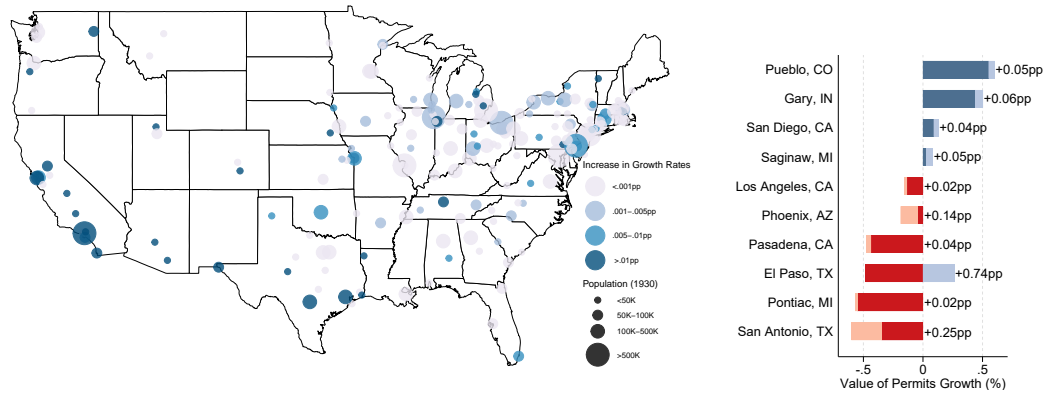 Increase in Growth Rates
<.001pp
.001–.005pp
.005–.01pp
>.01pp
Population (1930)
<50K
50K–100K
100K–500K
>500K
Pueblo, CO +0.05pp
Gary, IN +0.06pp
San Diego, CA +0.04pp
Saginaw, MI +0.05pp
Los Angeles, CA +0.02pp
Phoenix, AZ +0.14pp
Pasadena, CA +0.04pp
El Paso, TX +0.74pp
Pontiac, MI +0.02pp
San Antonio, TX +0.25pp
-.5 0 .5
Value of Permits Growth (%)